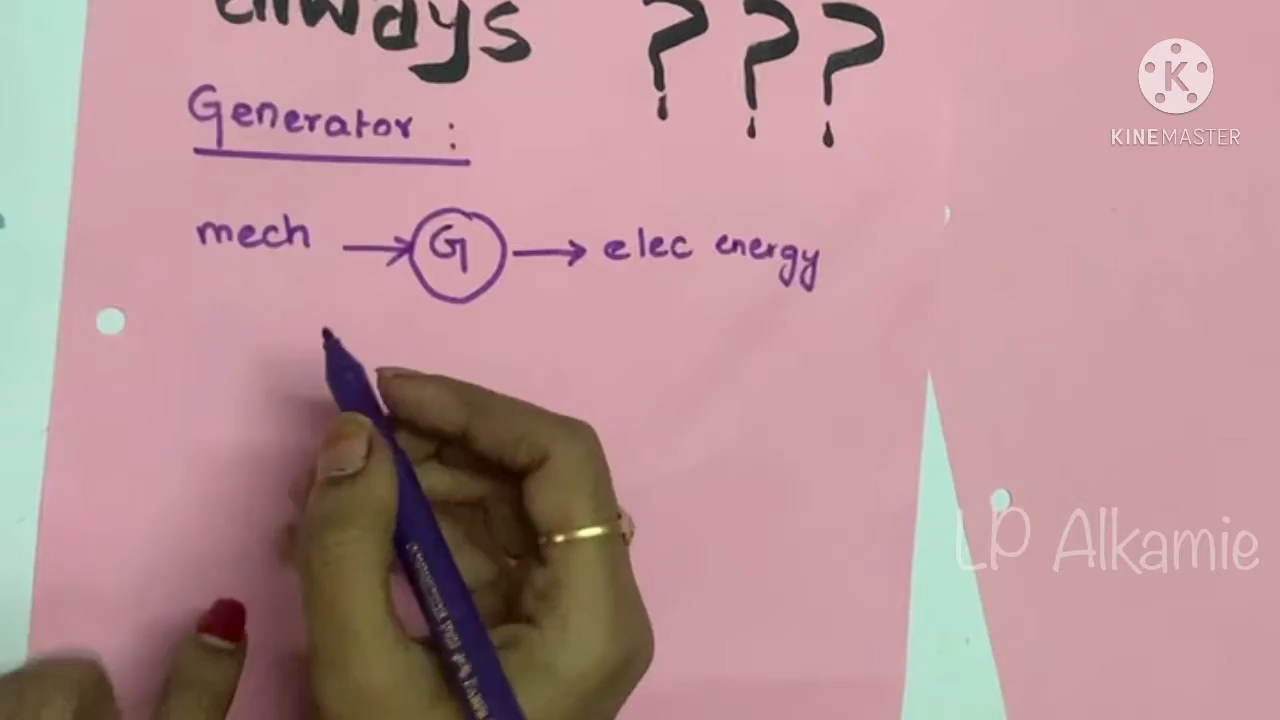 always ???
Generator :
mech → G → elec energy
K
KINEMASTER
LP Alkamie